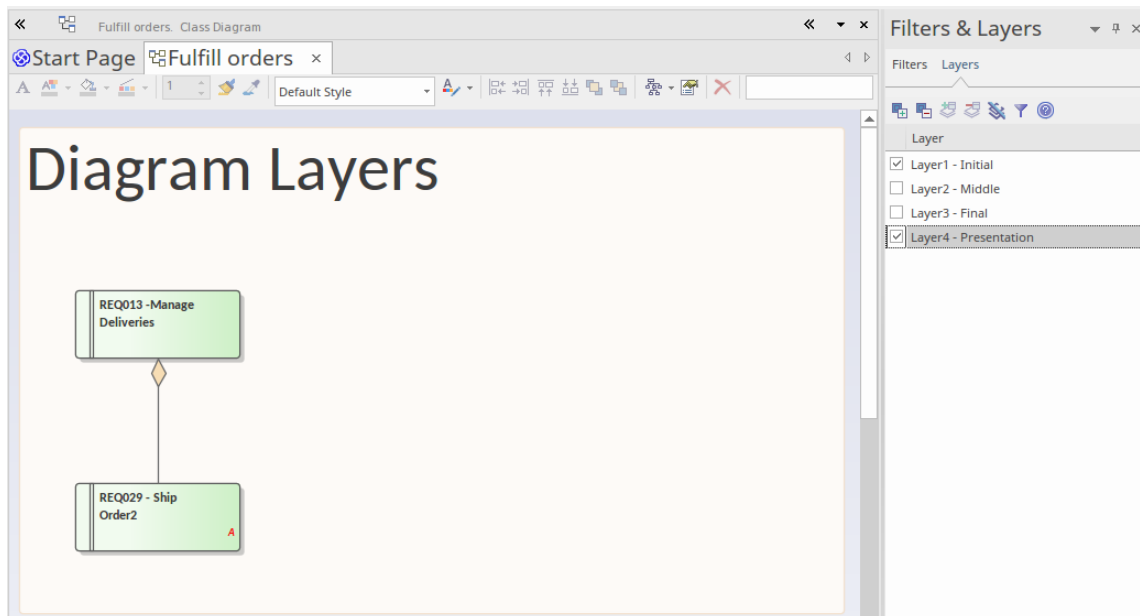 Fulfill orders. Class Diagram
Start Page
Fulfill orders
1
Default Style
Diagram Layers
REQ013 -Manage
Deliveries
REQ029 - Ship
Order2
A
Filters & Layers
Filters Layers
Layer
Layer1 - Initial
Layer2 - Middle
Layer3 - Final
Layer4 - Presentation